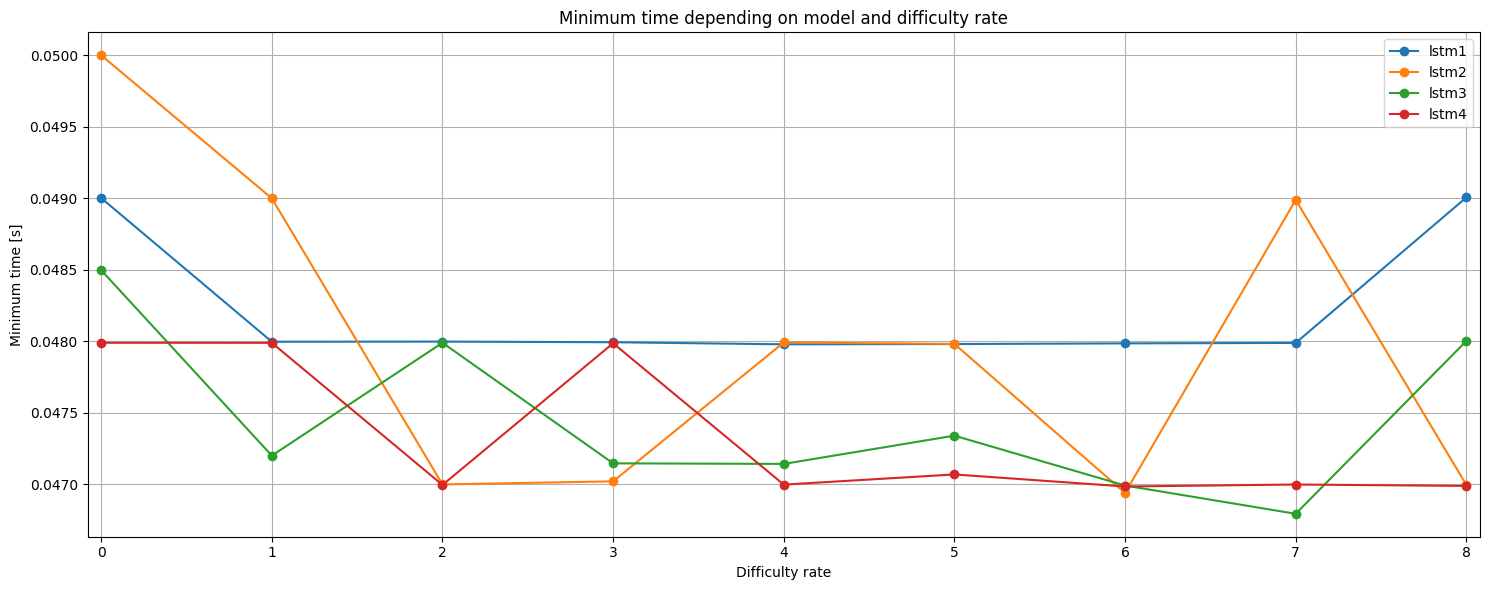 Minimum time depending on model and difficulty rate
lstm1
lstm2
lstm3
lstm4
Minimum time [s]
0.0500
0.0495
0.0490
0.0485
0.0480
0.0475
0.0470
0 1 2 3 4 5 6 7 8
Difficulty rate